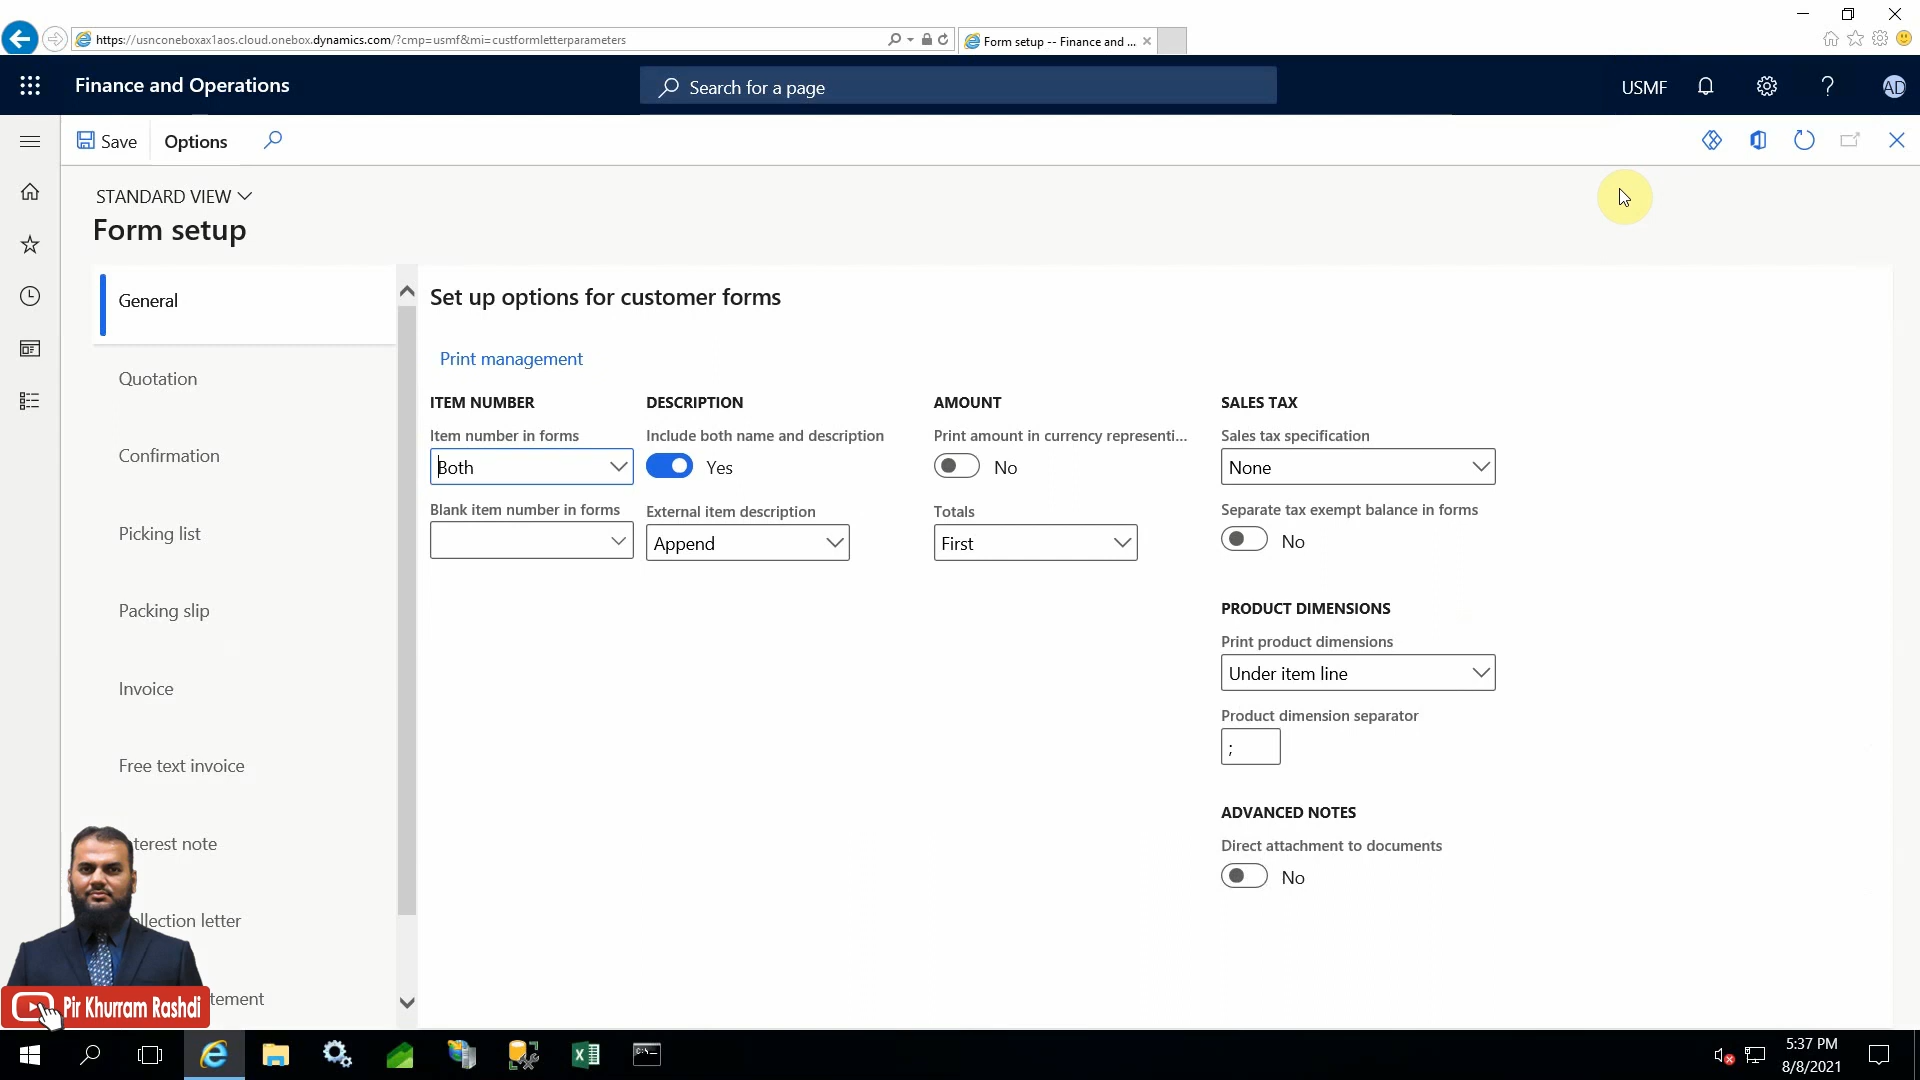 https://usnconeboxax1aos.cloud.onebox.dynamics.com/?cmp=usmf&mi=custformletterparameters
Form setup -- Finance and ...
Finance and Operations
Search for a page
USMF
?
AD
Save
Options
STANDARD VIEW
Form setup
General
Quotation
Confirmation
Picking list
Packing slip
Invoice
Free text invoice
terest note
llection letter
tement
Set up options for customer forms
Print management
ITEM NUMBER
Item number in forms
Both
Blank item number in forms
DESCRIPTION
Include both name and description
Yes
External item description
Append
AMOUNT
Print amount in currency representi...
No
Totals
First
SALES TAX
Sales tax specification
None
Separate tax exempt balance in forms
No
PRODUCT DIMENSIONS
Print product dimensions
Under item line
Product dimension separator
;
ADVANCED NOTES
Direct attachment to documents
No
Pir Khurram Rashdi
5:37 PM
8/8/2021